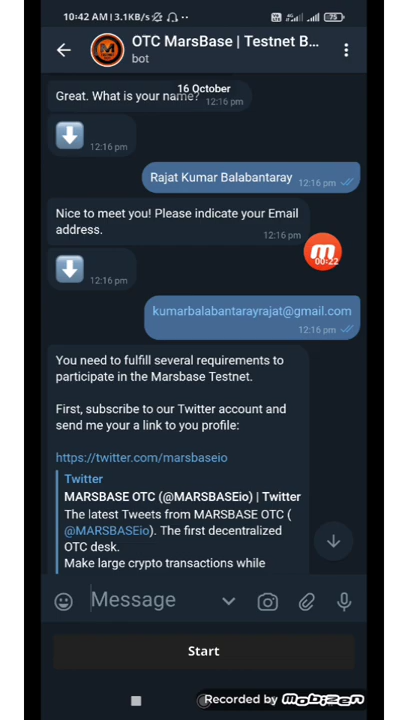 10:42 AM | 3.1KB/s
75
OTC MarsBase | Testnet B...
bot
16 October
Great. What is your name?
12:16 pm
12:16 pm
Rajat Kumar Balabantaray
12:16 pm
Nice to meet you! Please indicate your Email
address.
12:16 pm
00:22
12:16 pm
kumarbalabantarayrajat@gmail.com
12:16 pm
You need to fulfill several requirements to
participate in the Marsbase Testnet.
First, subscribe to our Twitter account and
send me your a link to you profile:
https://twitter.com/marsbaseio
Twitter
MARSBASE OTC (@MARSBASEio) | Twitter
The latest Tweets from MARSBASE OTC (
@MARSBASEio). The first decentralized
OTC desk.
Make large crypto transactions while
Message
Start
Recorded by mobizen